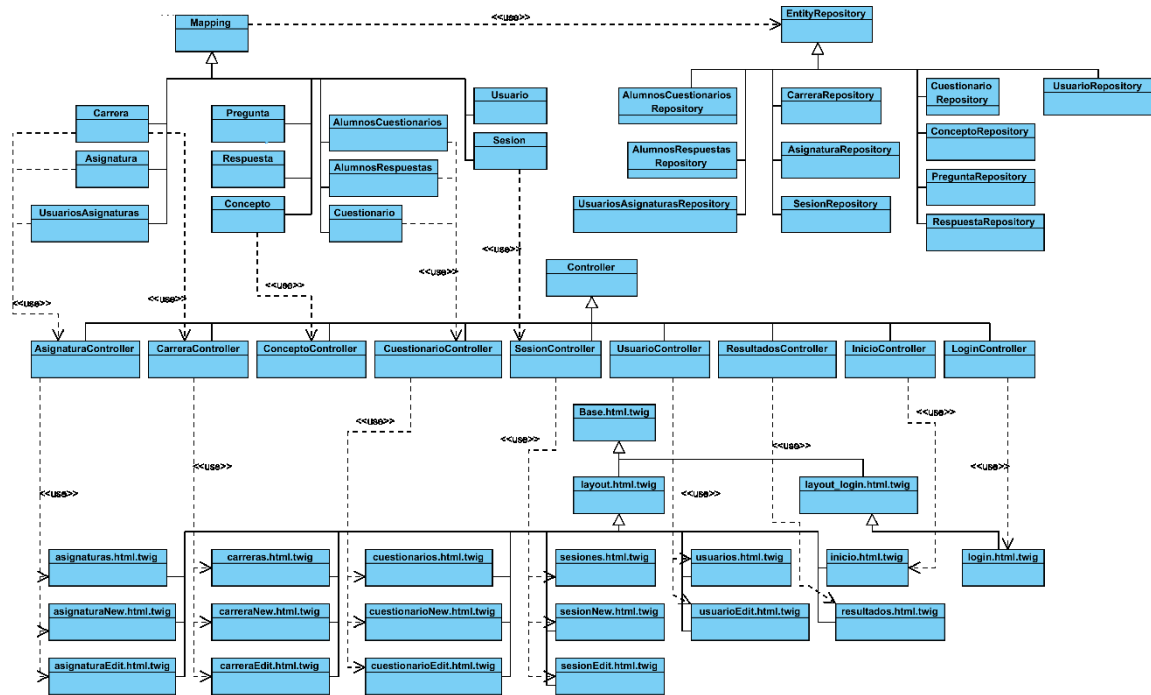 Mapping
<<use>>
EntityRepository
Carrera
Pregunta
AlumnosCuestionarios
Usuario
AlumnosCuestionarios
Repository
CarreraRepository
Cuestionario
Repository
UsuarioRepository
Asignatura
Respuesta
AlumnosRespuestas
Sesion
AlumnosRespuestas
Repository
AsignaturaRepository
ConceptoRepository
UsuariosAsignaturas
Concepto
Cuestionario
UsuariosAsignaturasRepository
SesionRepository
PreguntaRepository
RespuestaRepository
<<use>>
Controller
<<use>>
<<use>>
<<use>>
<<use>>
AsignaturaController
CarreraController
ConceptoController
CuestionarioController
SesionController
UsuarioController
ResultadosController
InicioController
LoginController
<<use>>
<<use>>
Base.html.twig
<<use>>
<<use>>
<<use>>
<<use>>
<<use>>
<<use>>
layout.html.twig
layout_login.html.twig
asignaturas.html.twig
carreras.html.twig
cuestionarios.html.twig
sesiones.html.twig
usuarios.html.twig
inicio.html.twig
login.html.twig
asignaturaNew.html.twig
carreraNew.html.twig
cuestionarioNew.html.twig
sesionNew.html.twig
usuarioEdit.html.twig
resultados.html.twig
asignaturaEdit.html.twig
carreraEdit.html.twig
cuestionarioEdit.html.twig
sesionEdit.html.twig